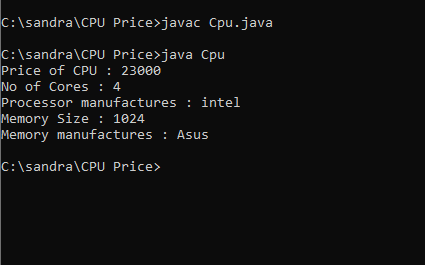 C:\sandra\CPU Price>javac Cpu.java
C:\sandra\CPU Price>java Cpu
Price of CPU : 23000
No of Cores : 4
Processor manufactures : intel
Memory Size : 1024
Memory manufactures : Asus
C:\sandra\CPU Price>